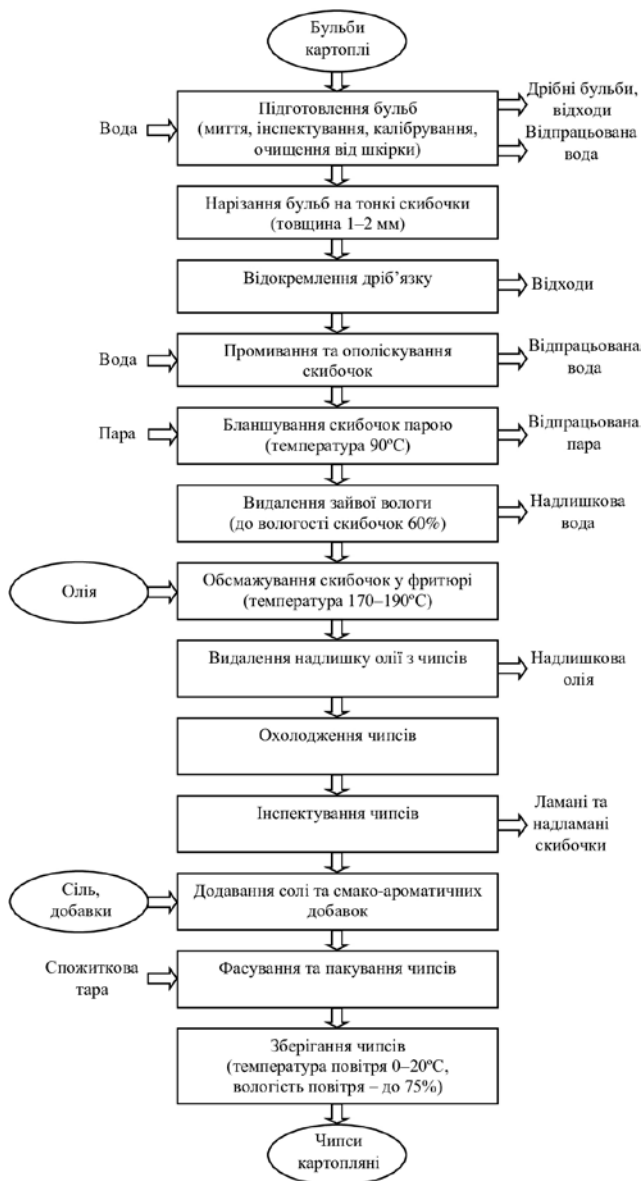 Бульби
картоплі
Вода
Підготовлення бульб
(миття, інспектування, калібрування,
очищення від шкірки)
Дрібні бульби,
відходи
Відпрацьована
вода
Нарізання бульб на тонкі скибочки
(товщина 1–2 мм)
Відокремлення дріб’язку
Відходи
Вода
Промивання та ополіскування
скибочок
Відпрацьована
вода
Пара
Бланшування скибочок парою
(температура 90ºС)
Відпрацьована
пара
Видалення зайвої вологи
(до вологості скибочок 60%)
Надлишкова
вода
Олія
Обсмажування скибочок у фритюрі
(температура 170–190ºС)
Видалення надлишку олії з чипсів
Надлишкова
олія
Охолодження чипсів
Інспектування чипсів
Ламані та
надламані
скибочки
Сіль,
добавки
Додавання солі та смако-ароматичних
добавок
Споживкова
тара
Фасування та пакування чипсів
Зберігання чипсів
(температура повітря 0–20ºС,
вологість повітря – до 75%)
Чипси
картопляні